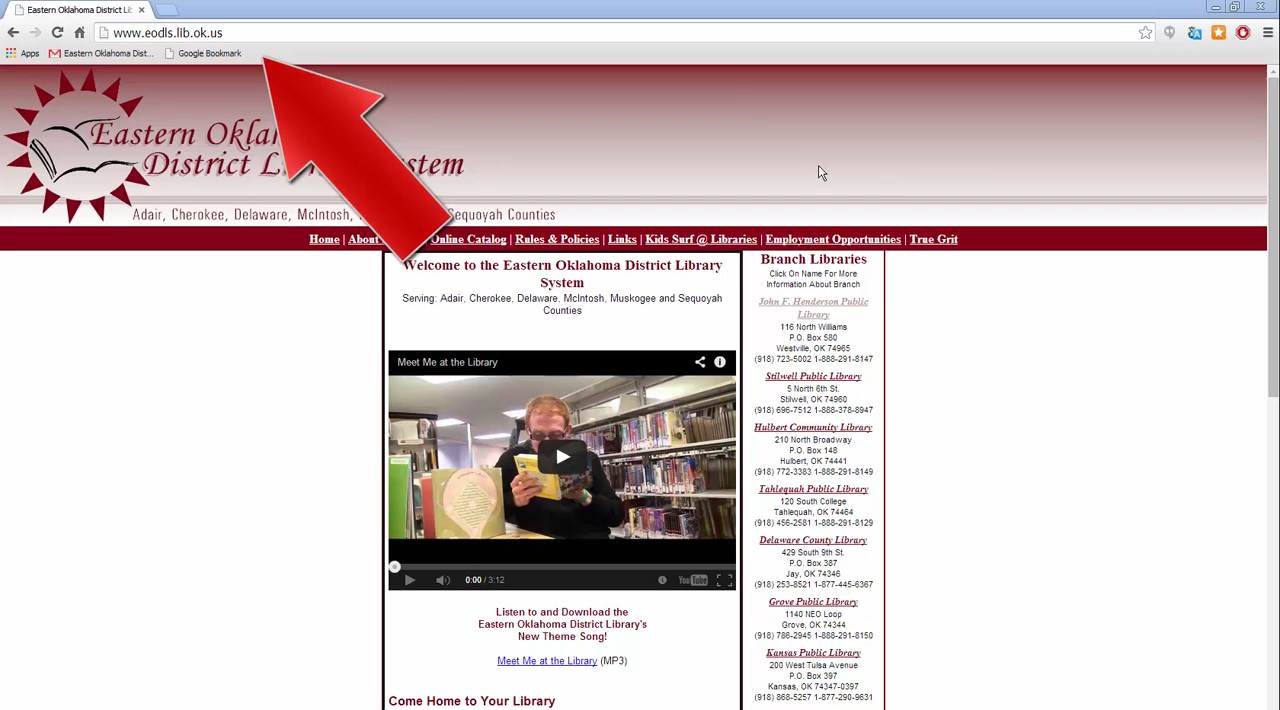 Eastern Oklahoma District Li
www.eodls.lib.ok.us
Apps Eastern Oklahoma Dist... Google Bookmark
Eastern
District
Adair, Cherokee, Delaware, McIntosh, Sequoyah Counties
Home | About Online Catalog | Rules & Policies | Links | Kids Surf @ Libraries | Employment Opportunities | True Grit
Welcome to the Eastern Oklahoma District Library
System
Serving: Adair, Cherokee, Delaware, McIntosh, Muskogee and Sequoyah
Counties
Meet Me at the Library
0:00 / 3:12
YouTube
Listen to and Download the
Eastern Oklahoma District Library's
New Theme Song!
Meet Me at the Library (MP3)
Come Home to Your Library
Branch Libraries
Click On Name For More
Information About Branch
John F. Henderson Public
Library
116 North Williams
P.O. Box 580
Westville, OK 74965
(918) 723-5002 1-888-291-8147
Stilwell Public Library
5 North 6th St.
Stilwell, OK 74960
(918) 696-7512 1-888-378-8947
Hulbert Community Library
210 North Broadway
P.O. Box 148
Hulbert, OK 74441
(918) 772-3383 1-888-291-8149
Tahlequah Public Library
120 South College
Tahlequah, OK 74464
(918) 456-2581 1-888-291-8129
Delaware County Library
429 South 9th St.
P.O. Box 387
Jay, OK 74346
(918) 253-8521 1-877-445-6367
Grove Public Library
1140 NEO Loop
Grove, OK 74344
(918) 786-2945 1-888-291-8150
Kansas Public Library
200 West Tulsa Avenue
P.O. Box 397
Kansas, OK 74347-0397
(918) 868-5257 1-877-290-9631